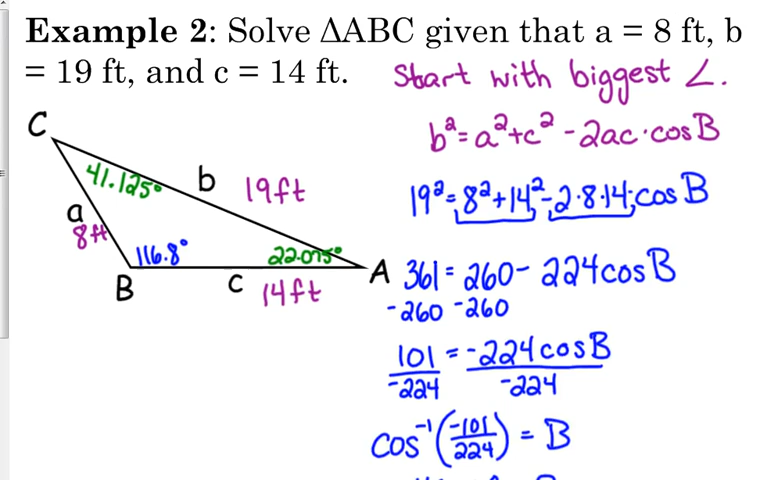 Example 2: Solve ΔABC given that a = 8 ft, b
= 19 ft, and c = 14 ft.
Start with biggest ∠.
b² = a² + c² - 2ac · cos B
C
41.125°
b
19ft
19² = 8² + 14² - 2·8·14· cos B
a
8ft
116.8°
22.075°
A
B
c
14ft
361 = 260 - 224 cos B
-260 -260
101 = -224 cos B
-224 -224
cos⁻¹(-101/224) = B